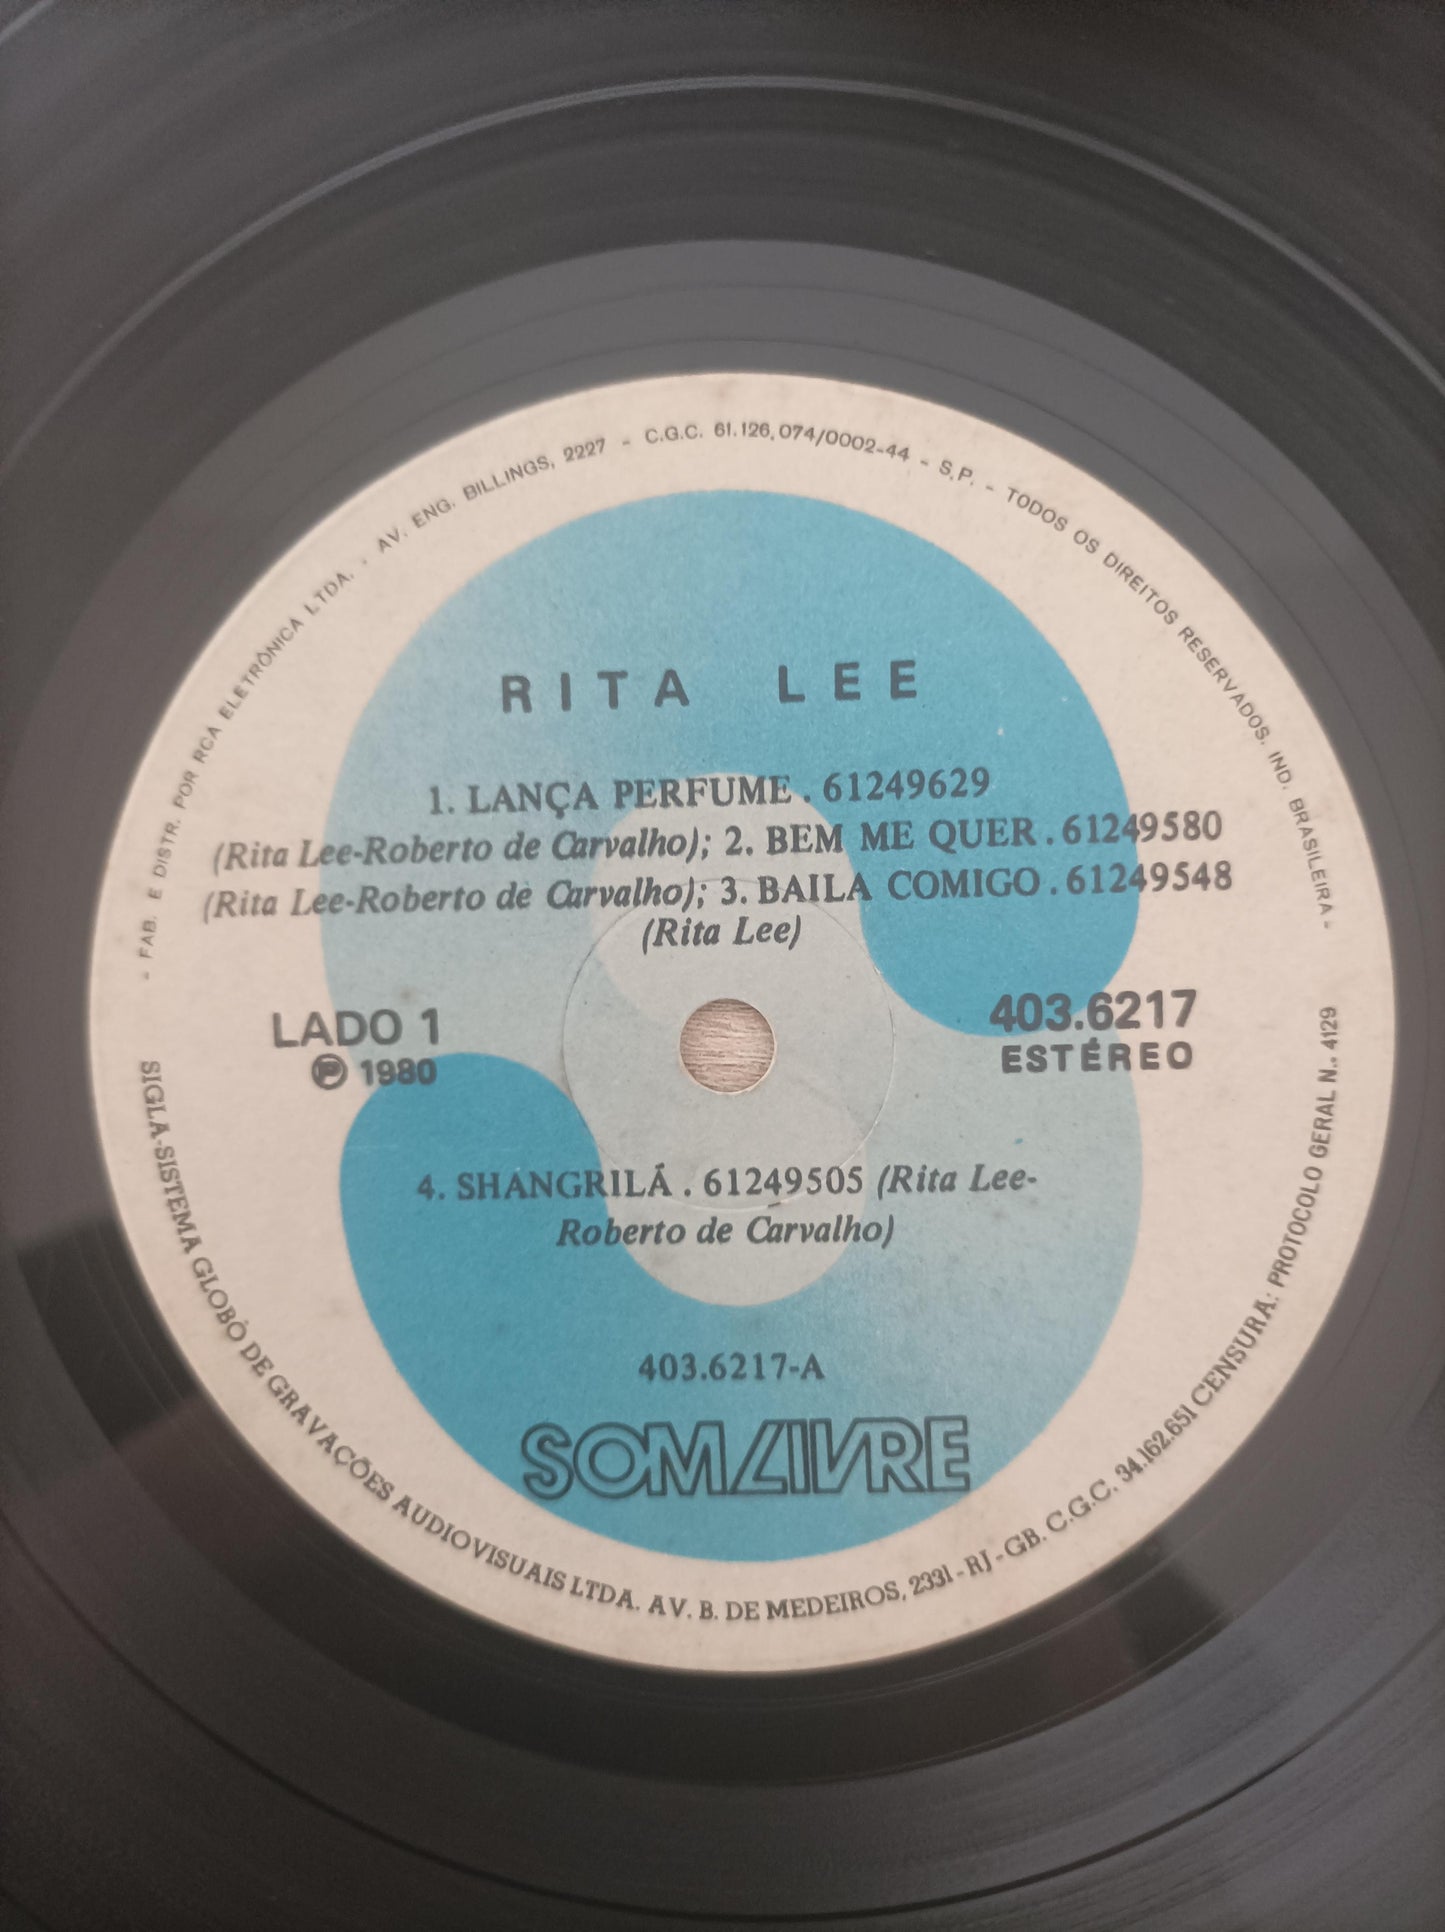 - FAB. E DISTR. POR RCA ELETRÔNICA LTDA. - AV. ENG. BILLINGS, 2227 - C.G.C. 61.126.074/0002-44 - S.P. - TODOS OS DIREITOS RESERVADOS. IND. BRASILEIRA -
RITA LEE
1. LANÇA PERFUME . 61249629
(Rita Lee-Roberto de Carvalho); 2. BEM ME QUER . 61249580
(Rita Lee-Roberto de Carvalho); 3. BAILA COMIGO . 61249548
(Rita Lee)
LADO 1
℗ 1980
403.6217
ESTÉREO
4. SHANGRILÁ . 61249505 (Rita Lee-
Roberto de Carvalho)
403.6217-A
SOM LIVRE
SIGLA-SISTEMA GLOBO DE GRAVAÇÕES AUDIOVISUAIS LTDA. AV. B. DE MEDEIROS, 2331 - RJ - GB. C.G.C. 34.162.651 CENSURA: PROTOCOLO GERAL N.º 4129